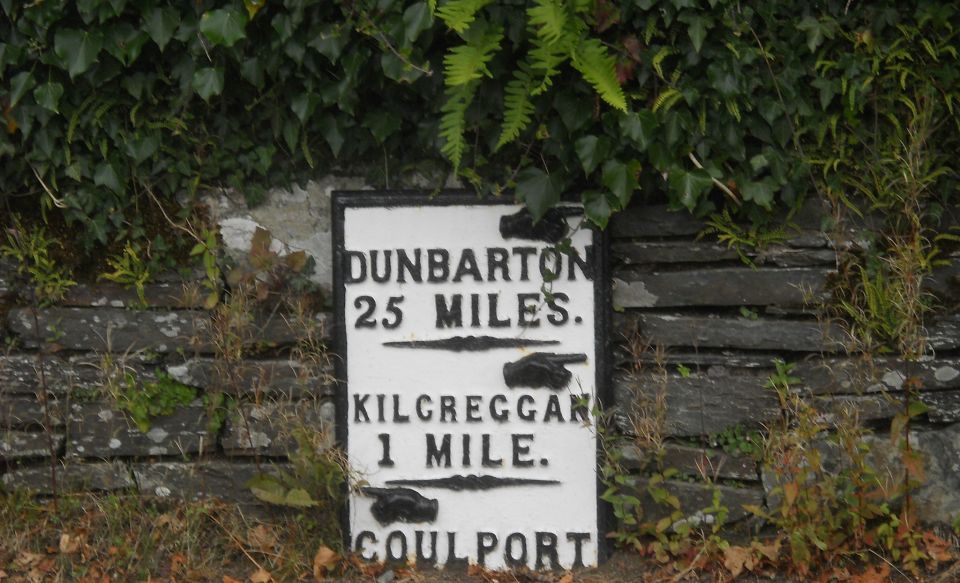 DUNBARTON
25 MILES.
KILCREGGAN
1 MILE.
COULPORT